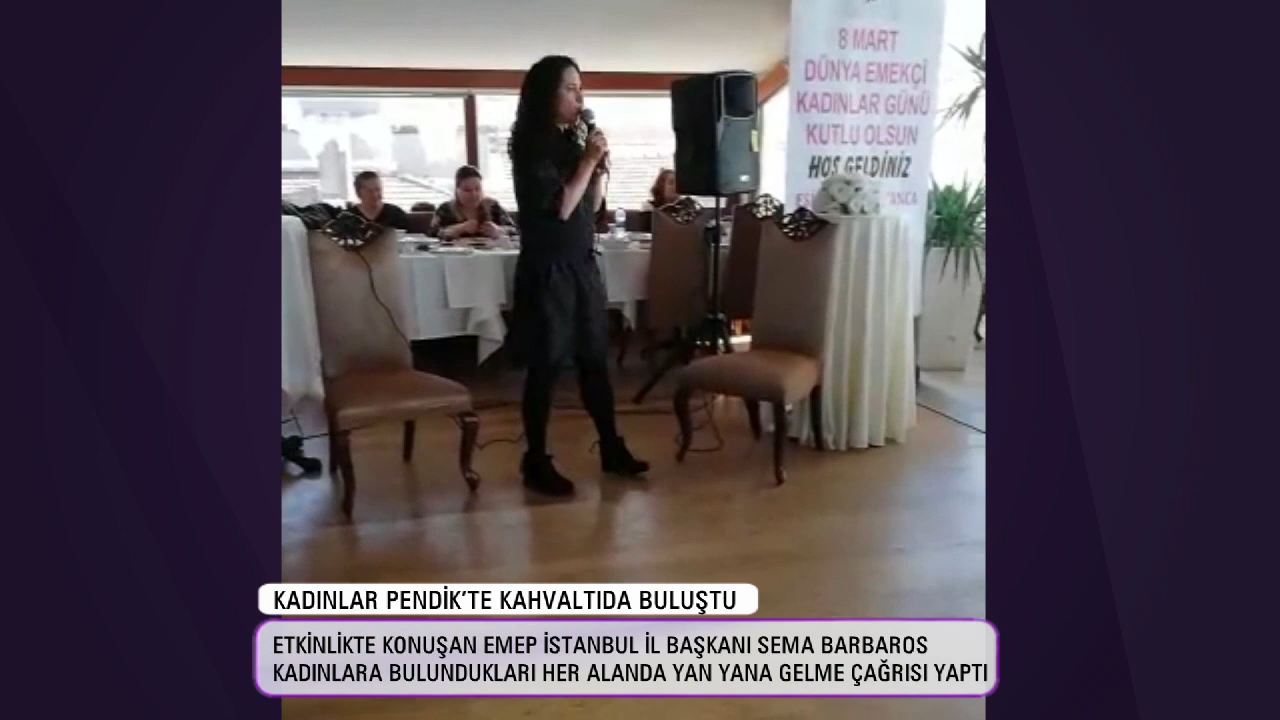 8 MART
DÜNYA EMEKÇİ
KADINLAR GÜNÜ
KUTLU OLSUN
HOŞ GELDİNİZ
KADINLAR PENDİK'TE KAHVALTIDA BULUŞTU
ETKİNLİKTE KONUŞAN EMEP İSTANBUL İL BAŞKANI SEMA BARBAROS
KADINLARA BULUNDUKLARI HER ALANDA YAN YANA GELME ÇAĞRISI YAPTI